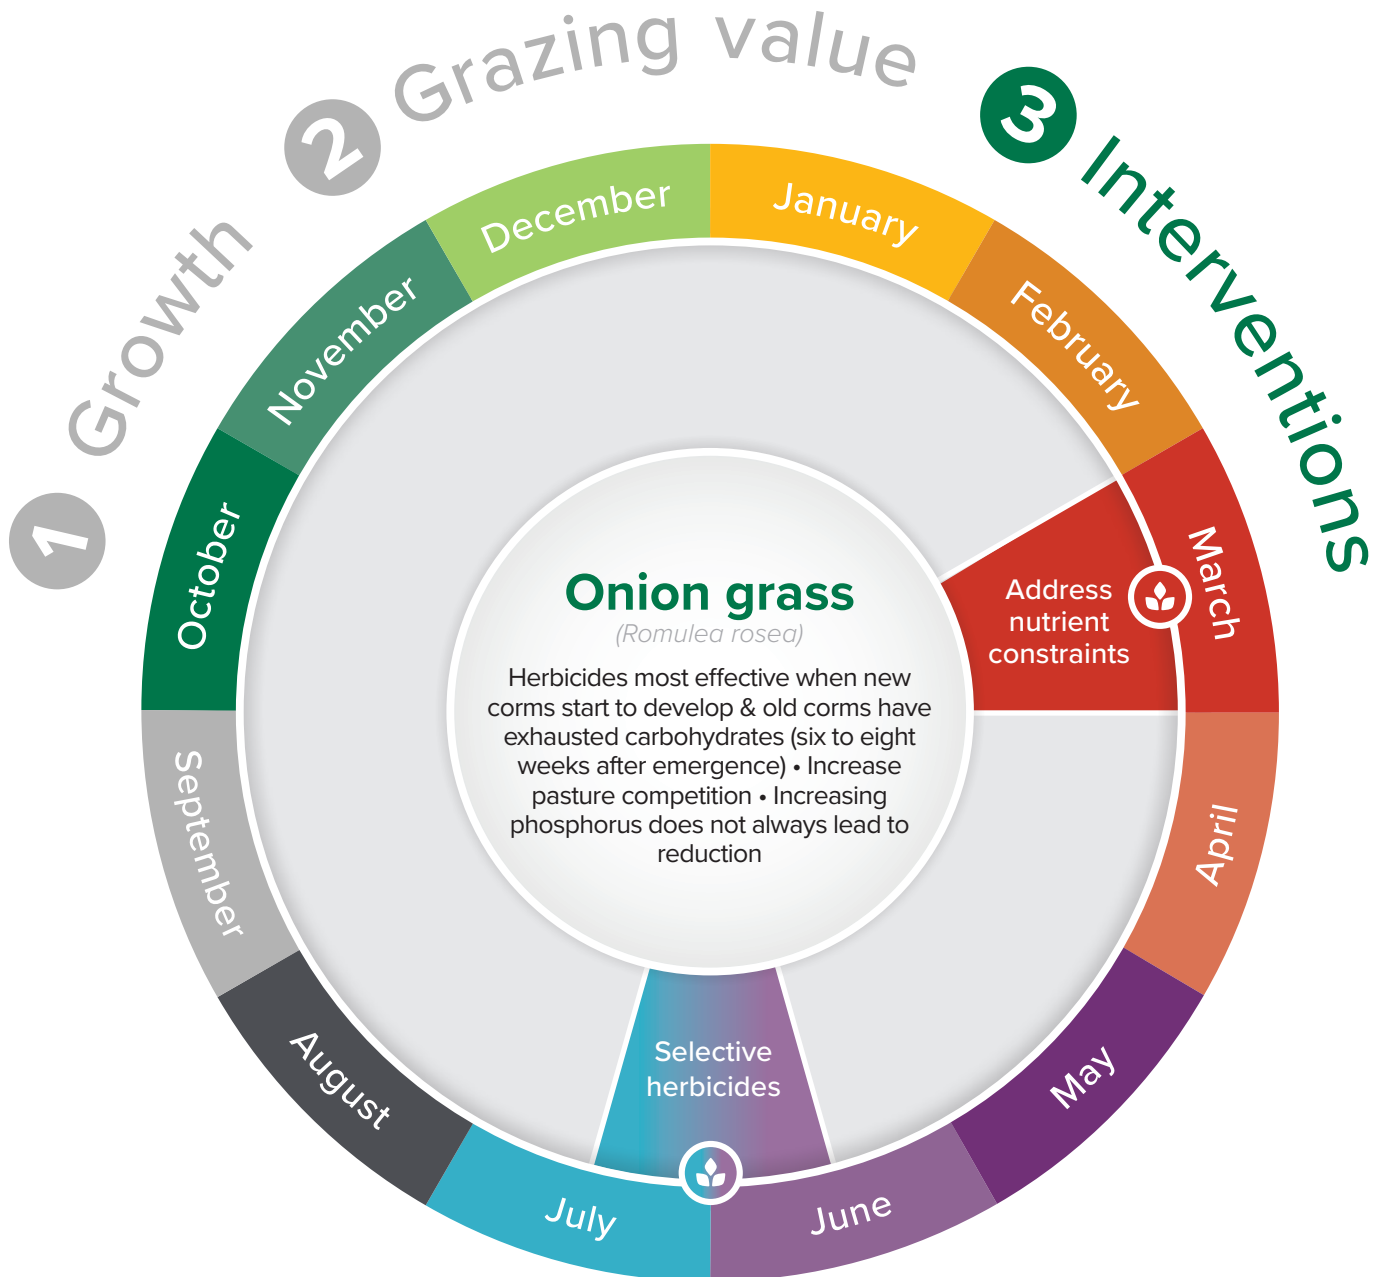 1 Growth
2 Grazing value
3 Interventions
January
February
March
April
May
June
July
August
September
October
November
December
Address
nutrient
constraints
Onion grass
(Romulea rosea)
Herbicides most effective when new
corms start to develop & old corms have
exhausted carbohydrates (six to eight
weeks after emergence) • Increase
pasture competition • Increasing
phosphorus does not always lead to
reduction
Selective
herbicides